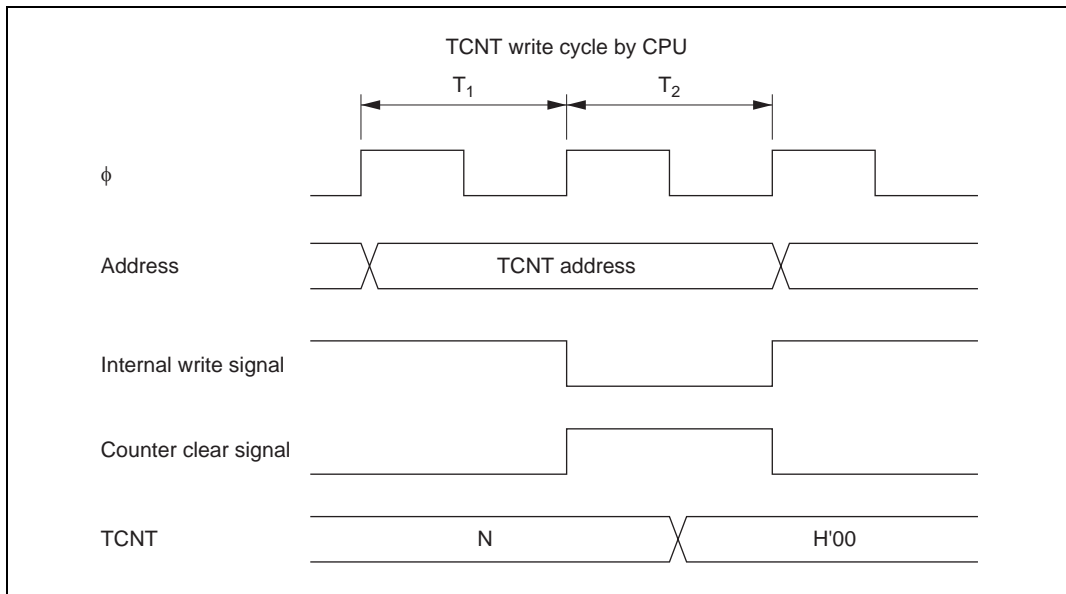 TCNT write cycle by CPU
T1 T2
ϕ
Address TCNT address
Internal write signal
Counter clear signal
TCNT N H'00